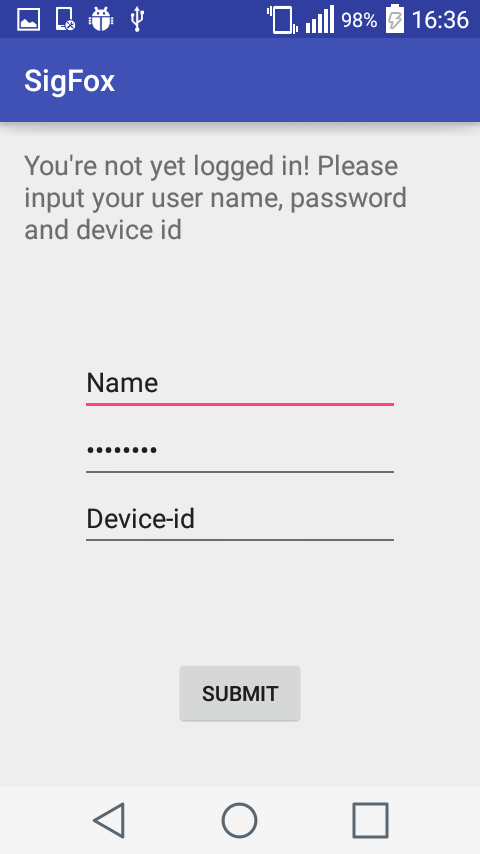 98% 16:36
SigFox
You're not yet logged in! Please
input your user name, password
and device id
Name
••••••••
Device-id
SUBMIT